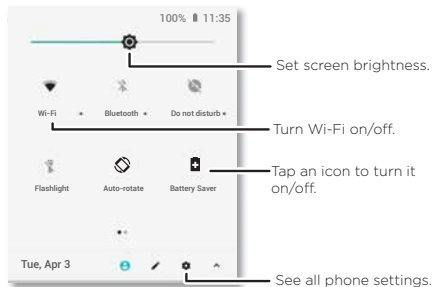 100% 11:35
Set screen brightness.
Wi-Fi Bluetooth Do not disturb
Turn Wi-Fi on/off.
Flashlight Auto-rotate Battery Saver
Tap an icon to turn it
on/off.
Tue, Apr 3
See all phone settings.